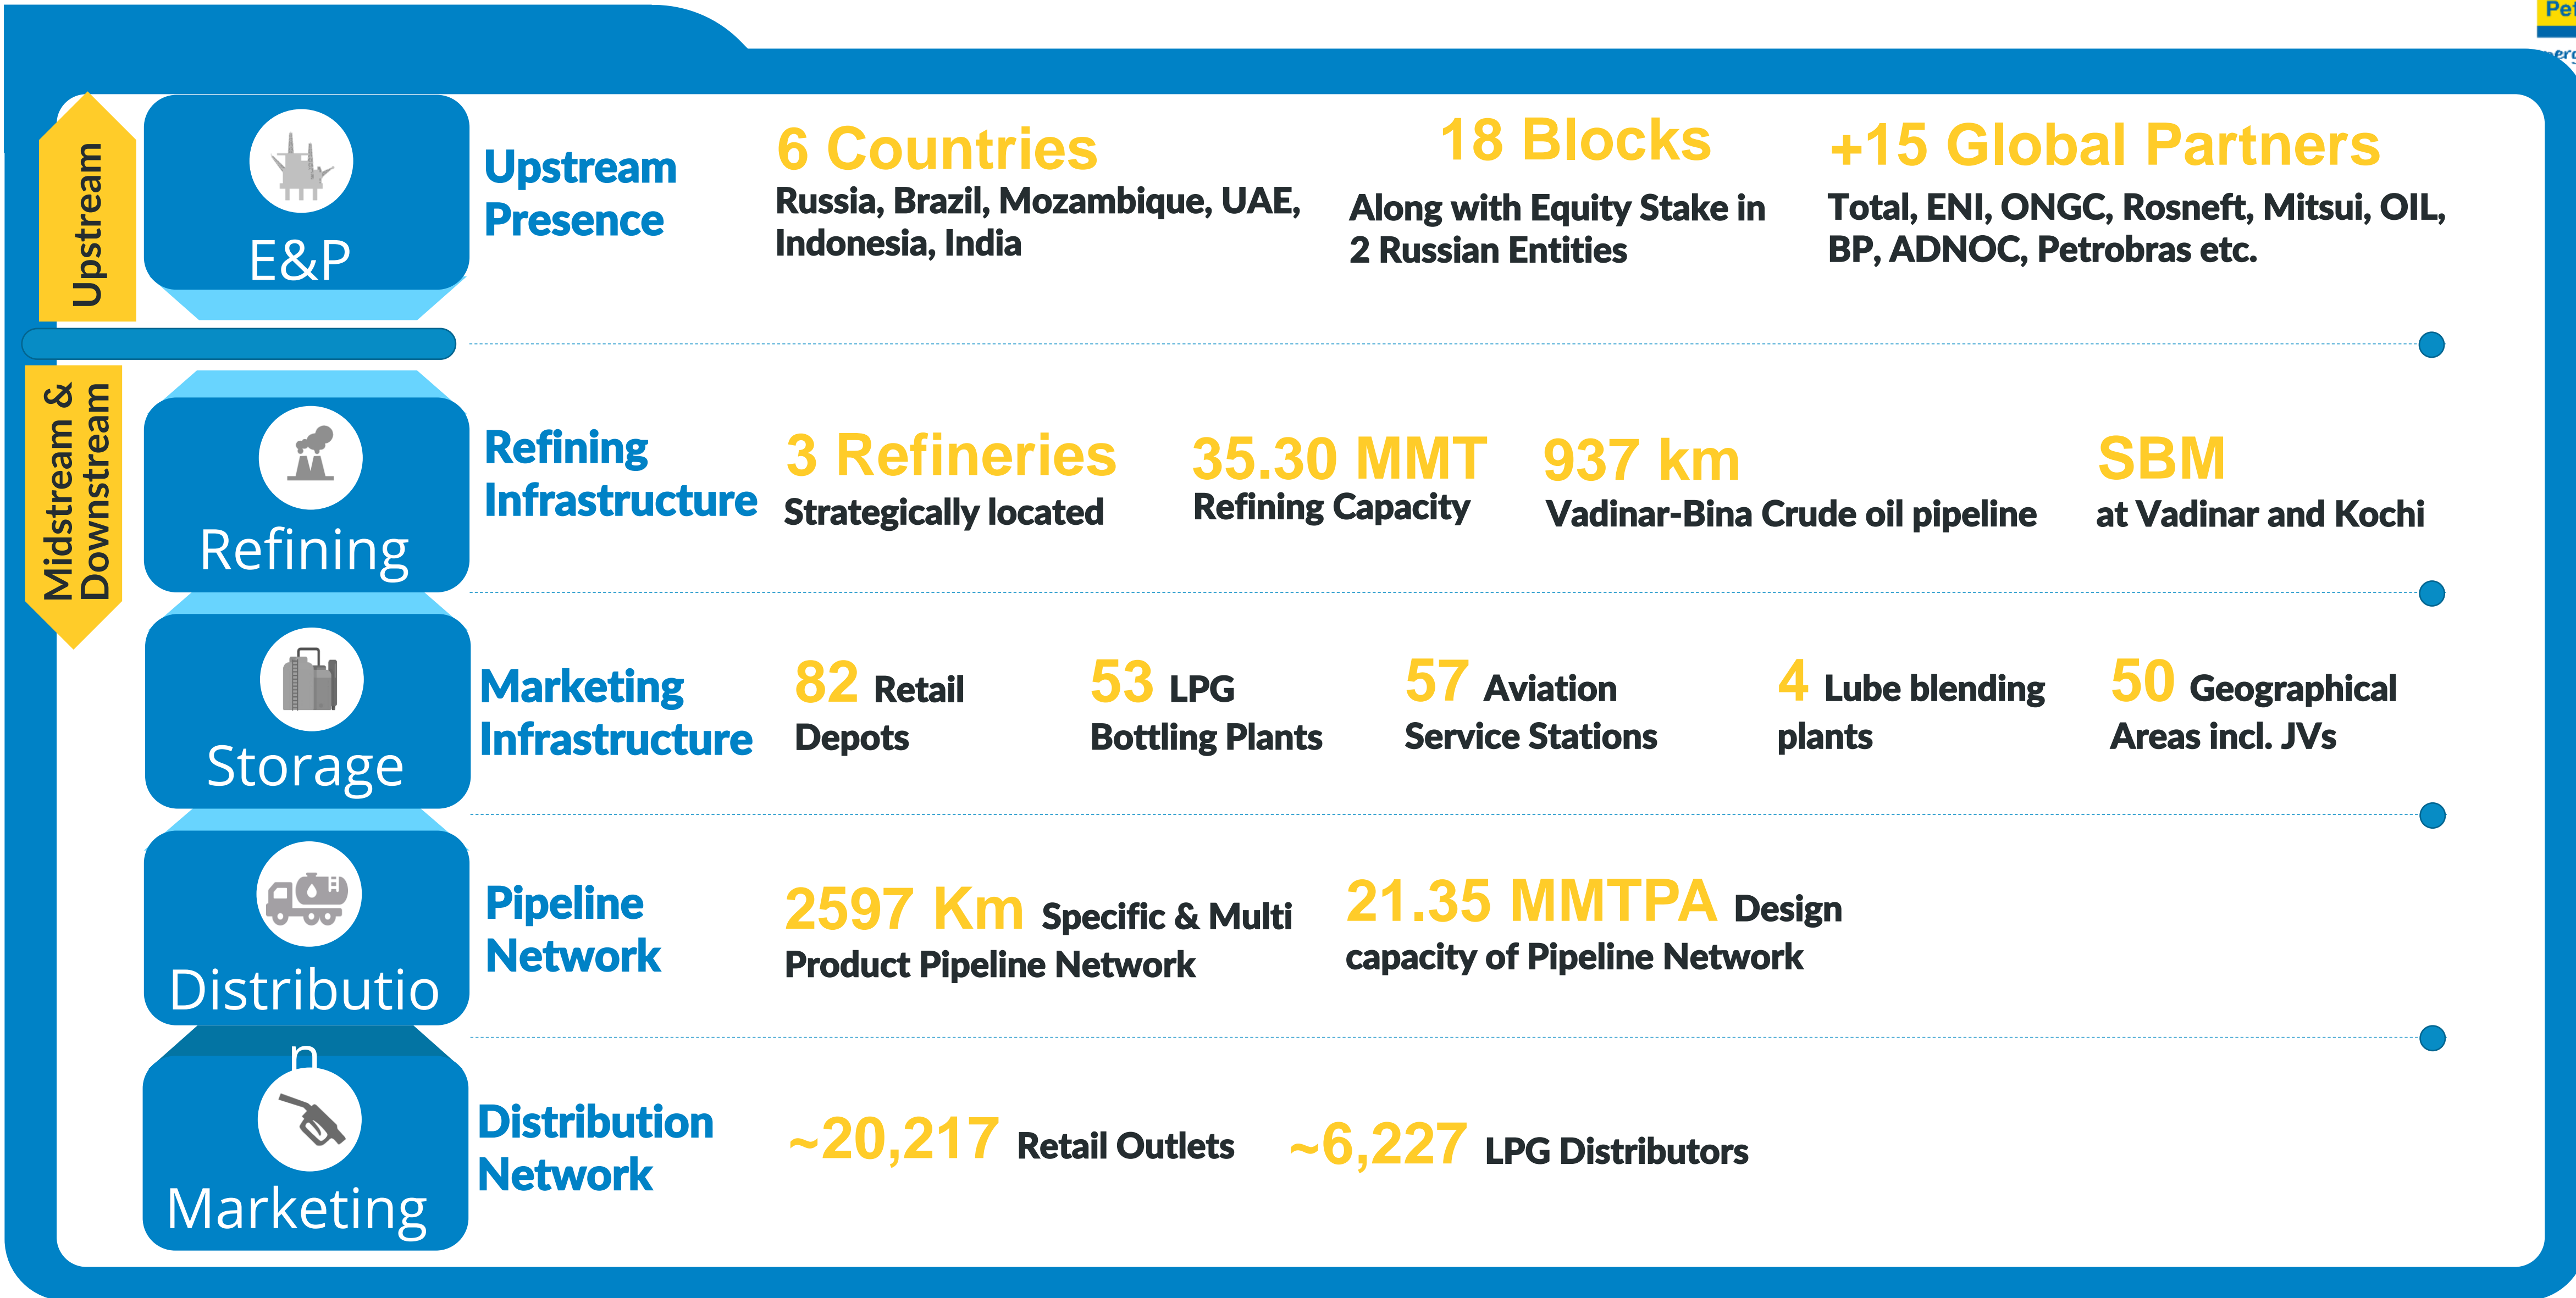 Upstream
E&P
Upstream
Presence
6 Countries
Russia, Brazil, Mozambique, UAE,
Indonesia, India
18 Blocks
Along with Equity Stake in
2 Russian Entities
+15 Global Partners
Total, ENI, ONGC, Rosneft, Mitsui, OIL,
BP, ADNOC, Petrobras etc.
Midstream &
Downstream
Refining
Refining
Infrastructure
3 Refineries
Strategically located
35.30 MMT
Refining Capacity
937 km
Vadinar-Bina Crude oil pipeline
SBM
at Vadinar and Kochi
Storage
Marketing
Infrastructure
82 Retail
Depots
53 LPG
Bottling Plants
57 Aviation
Service Stations
4 Lube blending
plants
50 Geographical
Areas incl. JVs
Distributio
n
Pipeline
Network
2597 Km Specific & Multi
Product Pipeline Network
21.35 MMTPA Design
capacity of Pipeline Network
Marketing
Distribution
Network
~20,217 Retail Outlets
~6,227 LPG Distributors